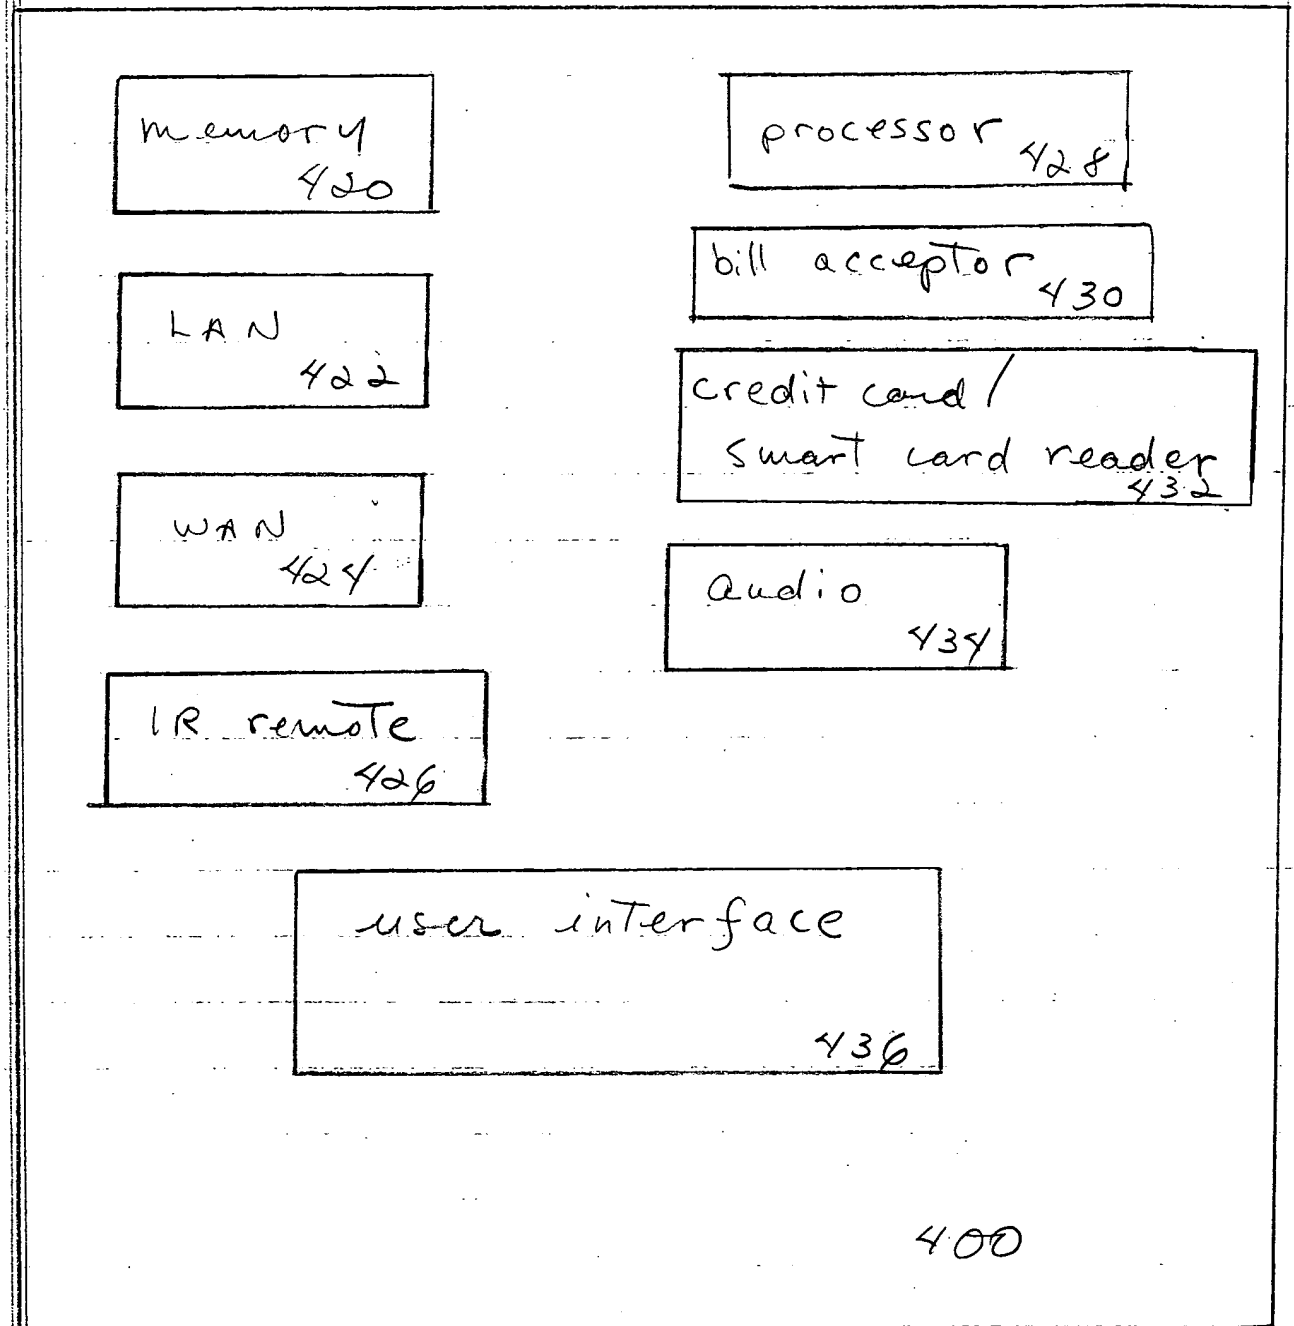 memory
420
LAN
422
WAN
424
IR remote
426
processor
428
bill acceptor
430
credit card/
smart card reader
432
audio
434
user interface
436
400